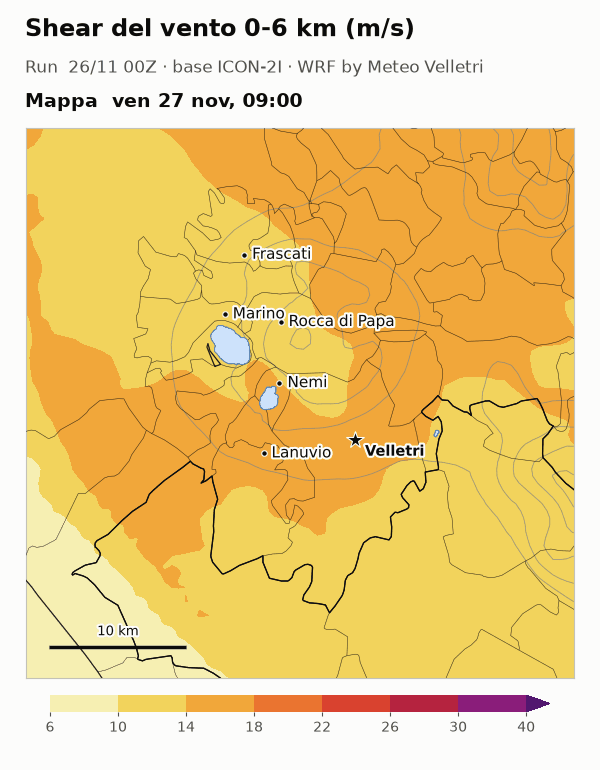 Shear del vento 0-6 km (m/s)
Run 26/11 00Z · base ICON-2I · WRF by Meteo Velletri
Mappa ven 27 nov, 09:00
Frascati
Marino
Rocca di Papa
Nemi
Velletri
Lanuvio
10 km
6 10 14 18 22 26 30 40